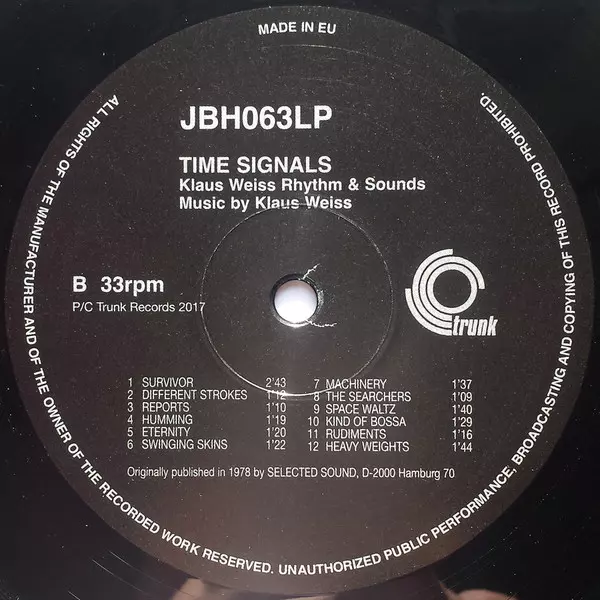 MADE IN EU
JBH063LP
TIME SIGNALS
Klaus Weiss Rhythm & Sounds
Music by Klaus Weiss
B 33rpm
P/C Trunk Records 2017
trunk
1 SURVIVOR 2'43
2 DIFFERENT STROKES 1'12
3 REPORTS 1'10
4 HUMMING 1'19
5 ETERNITY 1'20
6 SWINGING SKINS 1'22
7 MACHINERY 1'37
8 THE SEARCHERS 1'09
9 SPACE WALTZ 1'40
10 KIND OF BOSSA 1'29
11 RUDIMENTS 1'16
12 HEAVY WEIGHTS 1'44
Originally published in 1978 by SELECTED SOUND, D-2000 Hamburg 70
ALL RIGHTS OF THE MANUFACTURER AND OF THE OWNER OF THE RECORDED WORK RESERVED. UNAUTHORIZED PUBLIC PERFORMANCE, BROADCASTING AND COPYING OF THIS RECORD PROHIBITED.